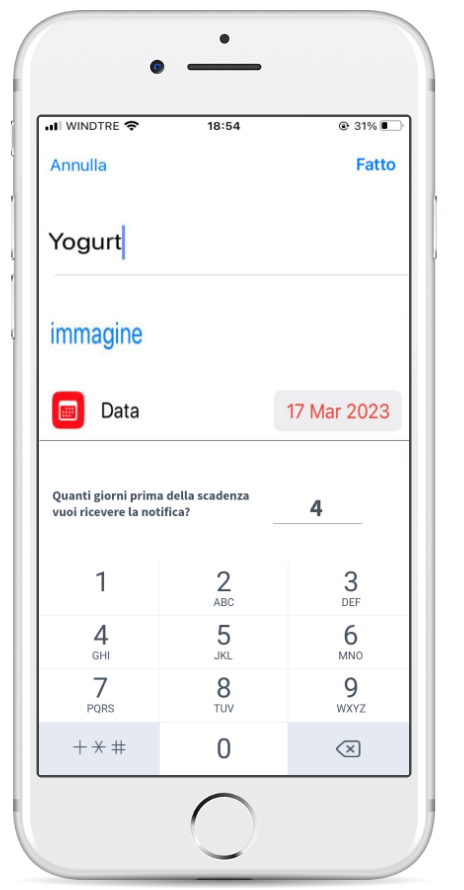 WINDTRE 18:54 31%
Annulla Fatto
Yogurt
immagine
Data 17 Mar 2023
Quanti giorni prima della scadenza
vuoi ricevere la notifica?
4
1 2 3
ABC DEF
4 5 6
GHI JKL MNO
7 8 9
PQRS TUV WXYZ
+*# 0